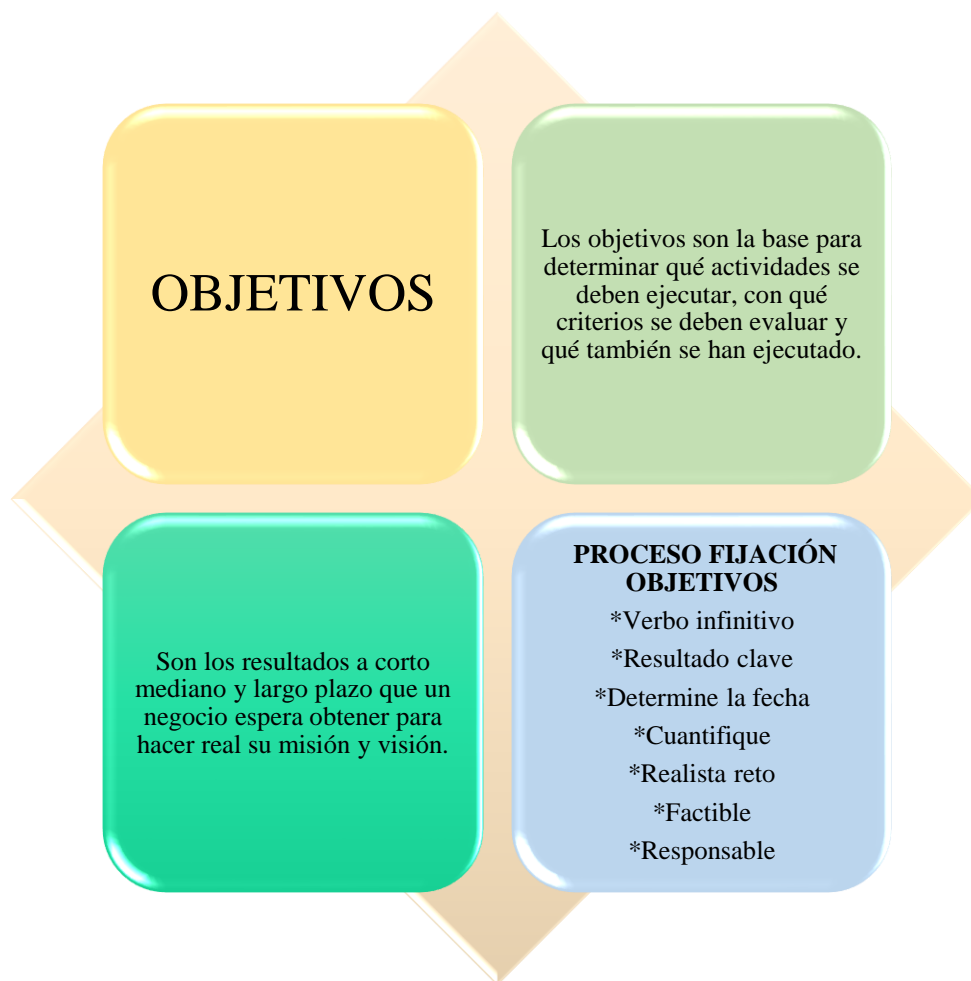 OBJETIVOS
Los objetivos son la base para
determinar qué actividades se
deben ejecutar, con qué
criterios se deben evaluar y
qué también se han ejecutado.
Son los resultados a corto
mediano y largo plazo que un
negocio espera obtener para
hacer real su misión y visión.
PROCESO FIJACIÓN
OBJETIVOS
*Verbo infinitivo
*Resultado clave
*Determine la fecha
*Cuantifique
*Realista reto
*Factible
*Responsable